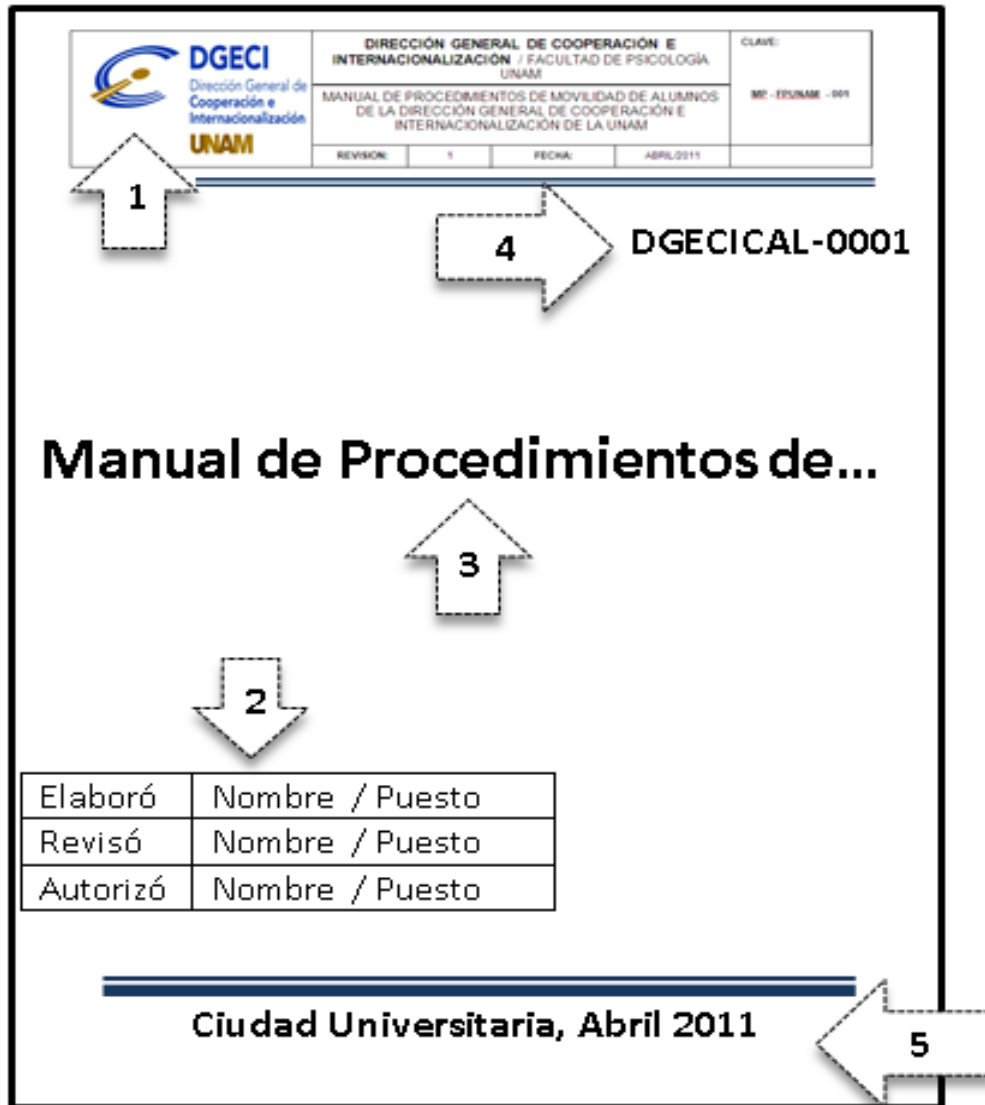 DGECI
Dirección General de
Cooperación e
Internacionalización
UNAM
DIRECCIÓN GENERAL DE COOPERACIÓN E
INTERNACIONALIZACIÓN / FACULTAD DE PSICOLOGÍA
UNAM
MANUAL DE PROCEDIMIENTOS DE MOVILIDAD DE ALUMNOS
DE LA DIRECCIÓN GENERAL DE COOPERACIÓN E
INTERNACIONALIZACIÓN DE LA UNAM
REVISION: 1 FECHA: ABRIL/2011
CLAVE:
MP - FPUNAM - 001
1
4
DGECICAL-0001
Manual de Procedimientos de...
3
2
Elaboró Nombre / Puesto
Revisó Nombre / Puesto
Autorizó Nombre / Puesto
Ciudad Universitaria, Abril 2011
5